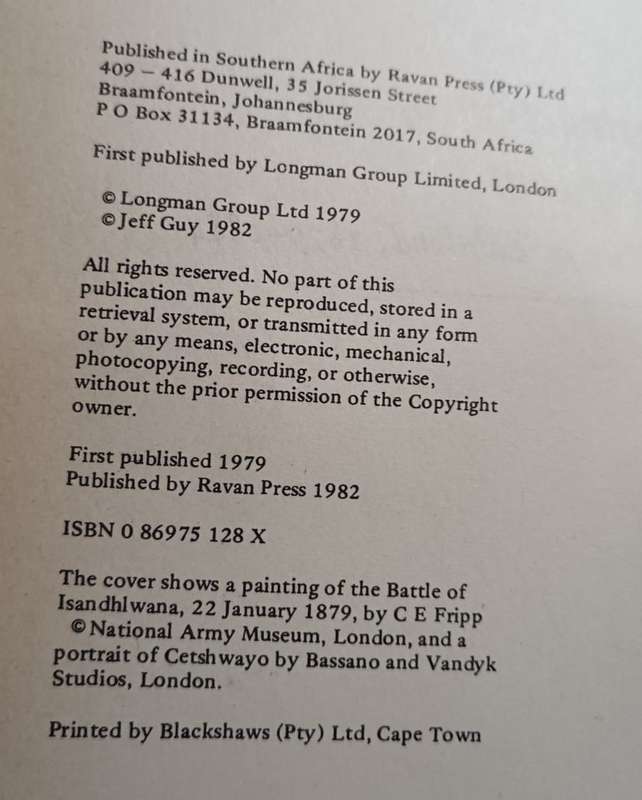 Published in Southern Africa by Ravan Press (Pty) Ltd
409 – 416 Dunwell, 35 Jorissen Street
Braamfontein, Johannesburg
P O Box 31134, Braamfontein 2017, South Africa
First published by Longman Group Limited, London
© Longman Group Ltd 1979
© Jeff Guy 1982
All rights reserved. No part of this
publication may be reproduced, stored in a
retrieval system, or transmitted in any form
or by any means, electronic, mechanical,
photocopying, recording, or otherwise,
without the prior permission of the Copyright
owner.
First published 1979
Published by Ravan Press 1982
ISBN 0 86975 128 X
The cover shows a painting of the Battle of
Isandhlwana, 22 January 1879, by C E Fripp
© National Army Museum, London, and a
portrait of Cetshwayo by Bassano and Vandyk
Studios, London.
Printed by Blackshaws (Pty) Ltd, Cape Town